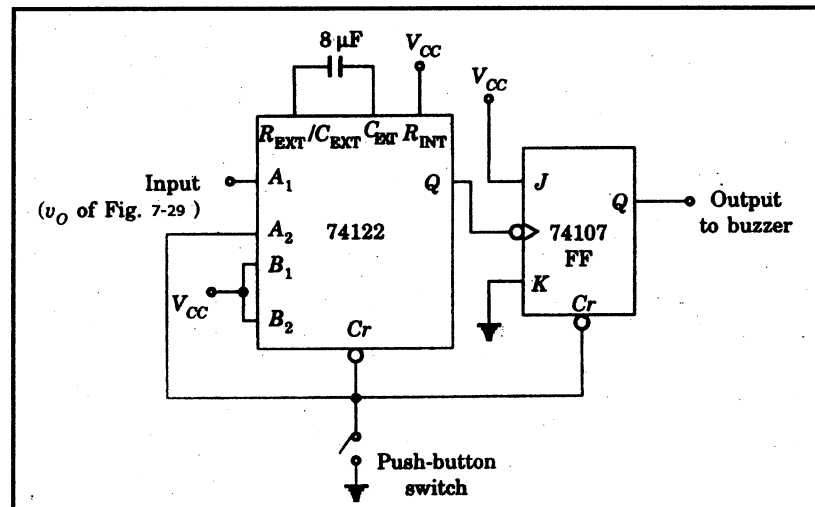 8 μF
V_CC
V_CC
R_EXT/C_EXT C_EXT R_INT
Input
(v_O of Fig. 7-29 )
A_1
Q
J
Q
Output
to buzzer
A_2
74122
74107
FF
B_1
V_CC
B_2
K
Cr
Cr
Push-button
switch